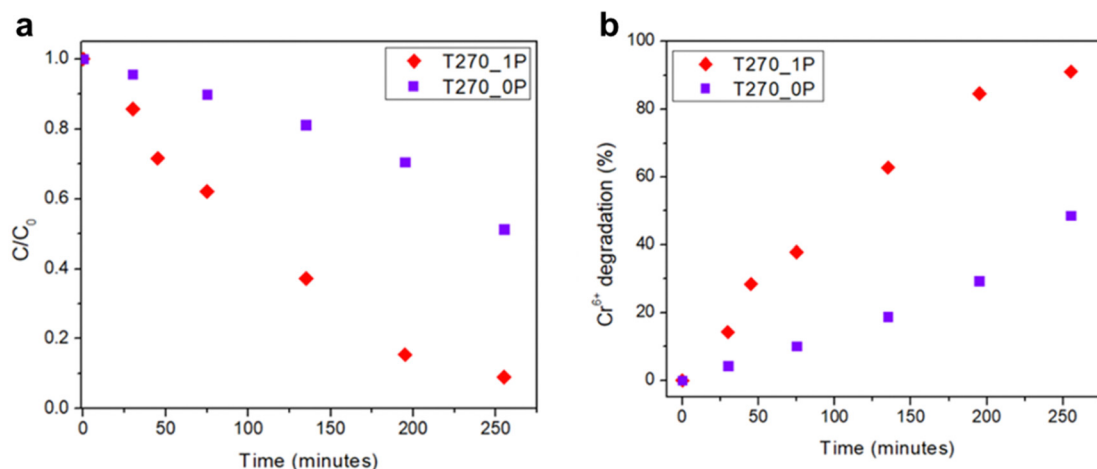 a
1.0
0.8
0.6
0.4
0.2
0.0
C/C₀
0 50 100 150 200 250
Time (minutes)
T270_1P
T270_0P
b
100
80
60
40
20
0
Cr⁶⁺ degradation (%)
0 50 100 150 200 250
Time (minutes)
T270_1P
T270_0P